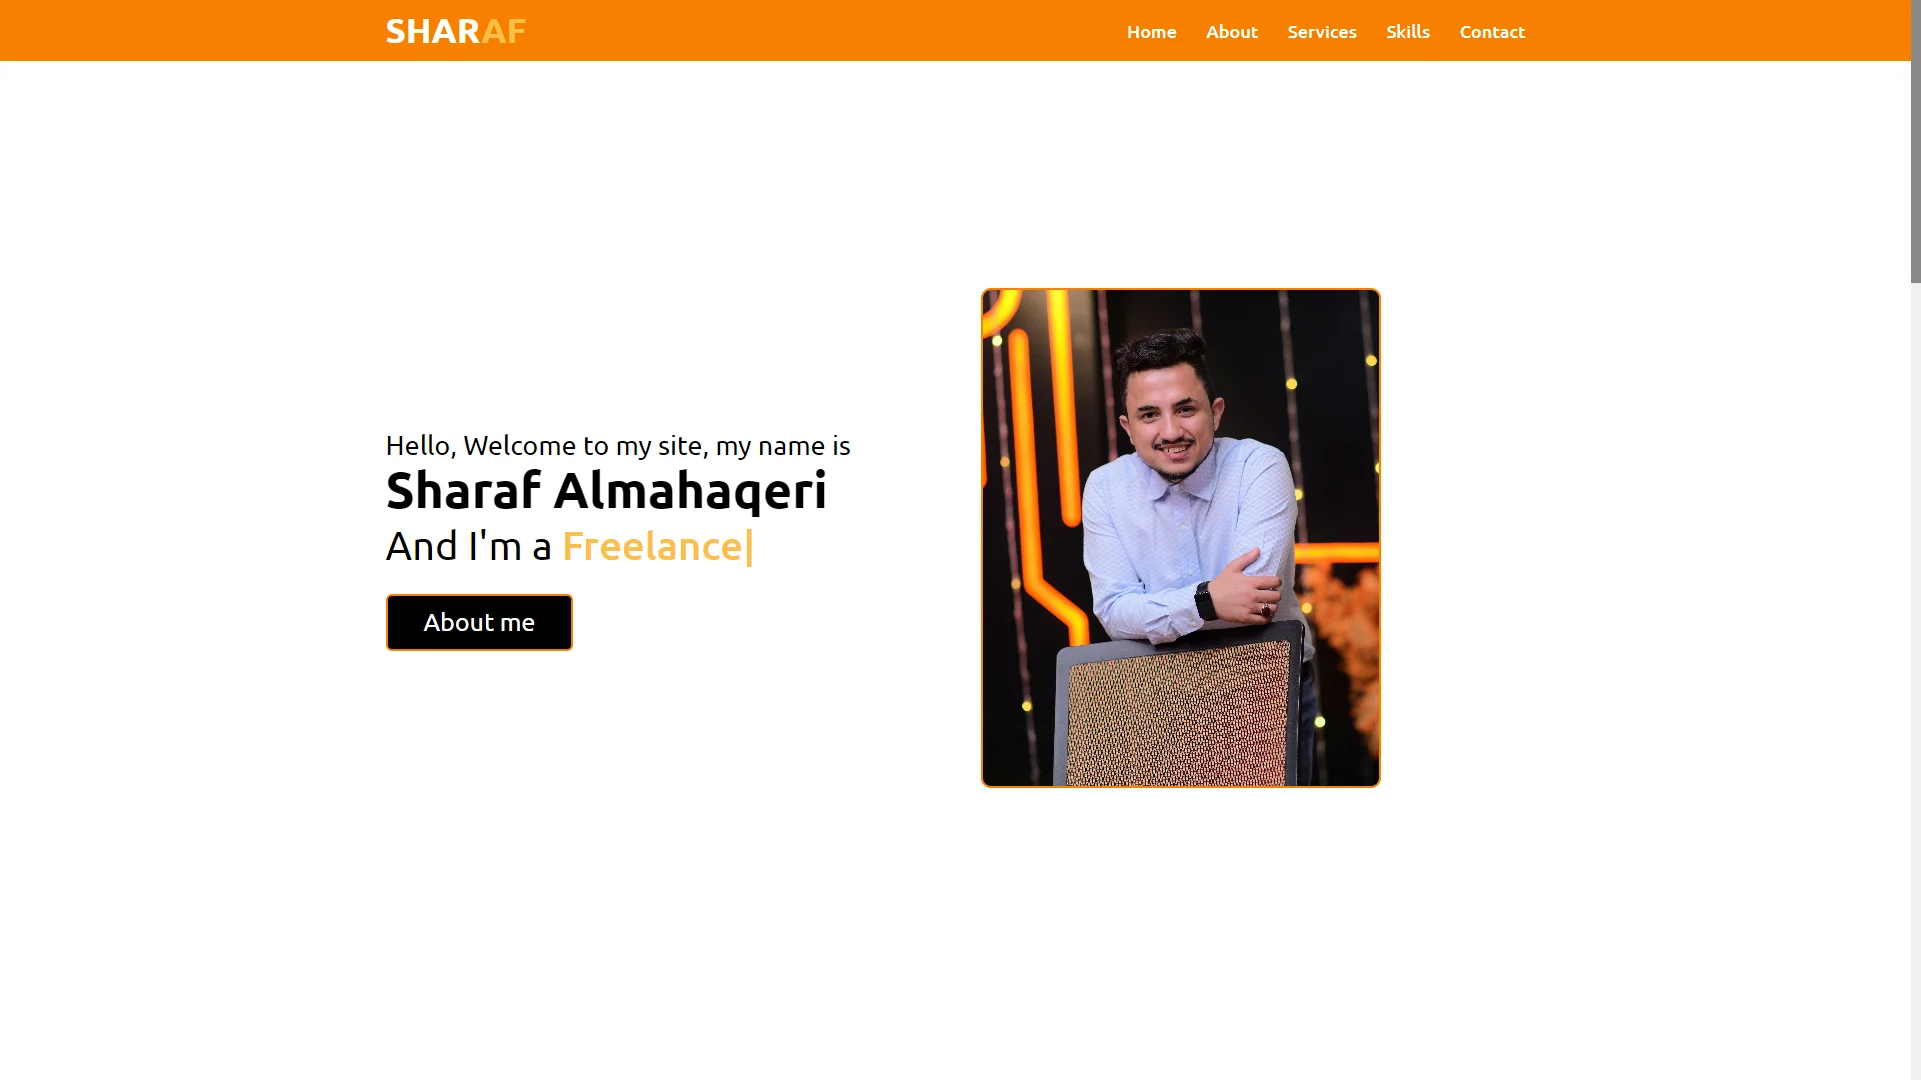 SHARAF
Home About Services Skills Contact
Hello, Welcome to my site, my name is
Sharaf Almahaqeri
And I'm a Freelance|
About me